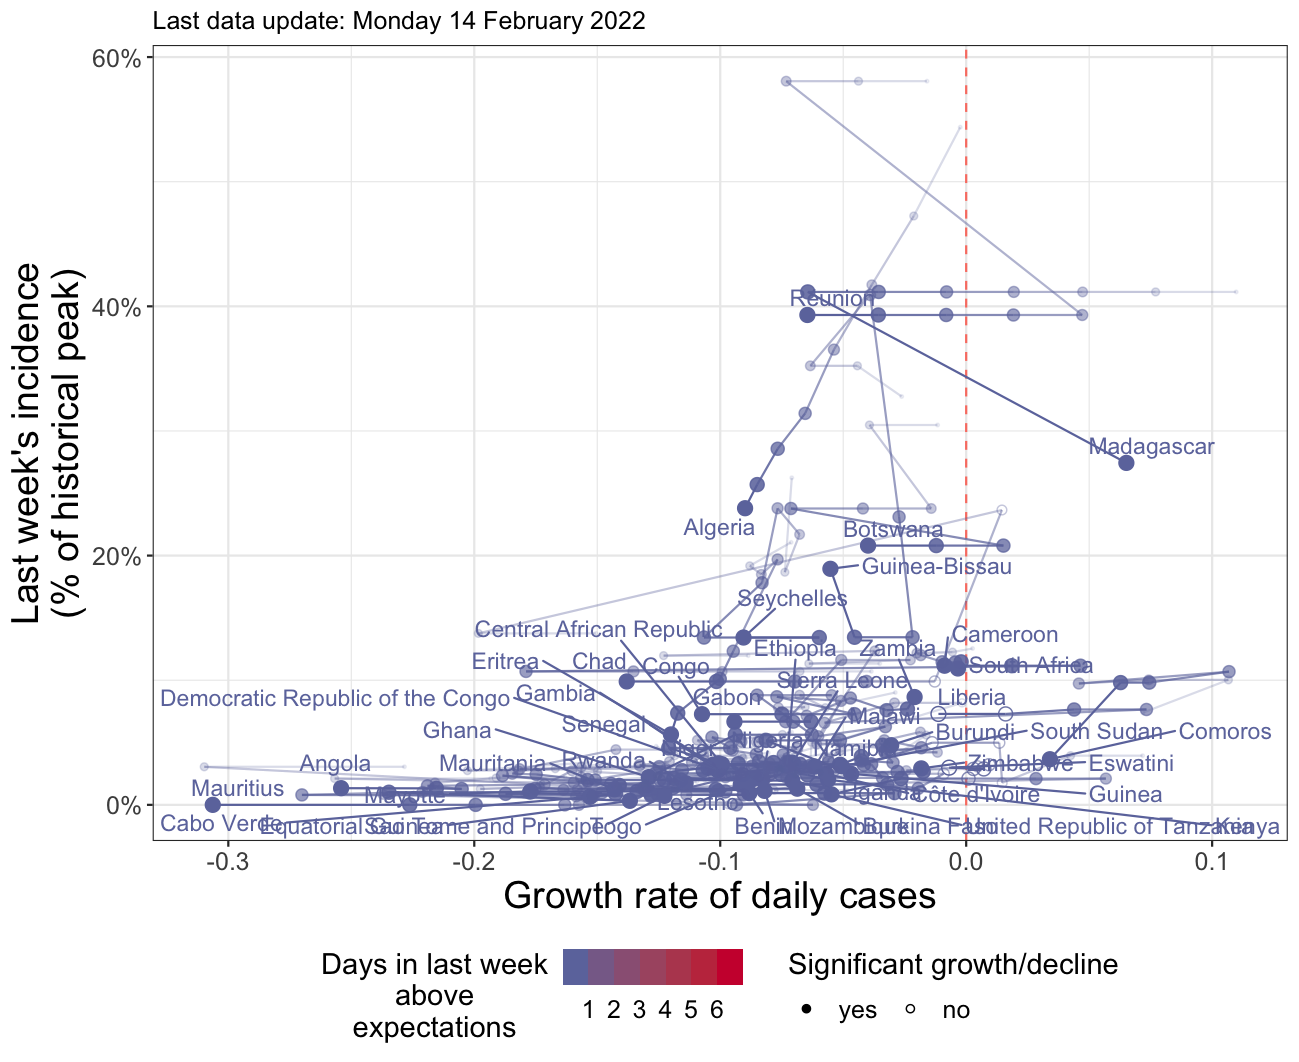 Last data update: Monday 14 February 2022
60%
40%
20%
0%
Last week's incidence
(% of historical peak)
Réunion
Madagascar
Algeria
Botswana
Guinea-Bissau
Seychelles
Central African Republic
Cameroon
Ethiopia
Zambia
Eritrea
Chad
Congo
South Africa
Sierra Leone
Democratic Republic of the Congo
Gambia
Gabon
Liberia
Malawi
Ghana
Senegal
Niger
Nigeria
Namibia
Burundi
South Sudan
Comoros
Angola
Mauritania
Rwanda
Zimbabwe
Eswatini
Mauritius
Mayotte
Lesotho
Uganda
Côte d'Ivoire
Guinea
Cabo Verde
Equatorial Guinea
Sao Tome and Principe
Togo
Benin
Mozambique
Burkina Faso
United Republic of Tanzania
Kenya
-0.3
-0.2
-0.1
0.0
0.1
Growth rate of daily cases
Days in last week
above
expectations
1 2 3 4 5 6
Significant growth/decline
yes
no